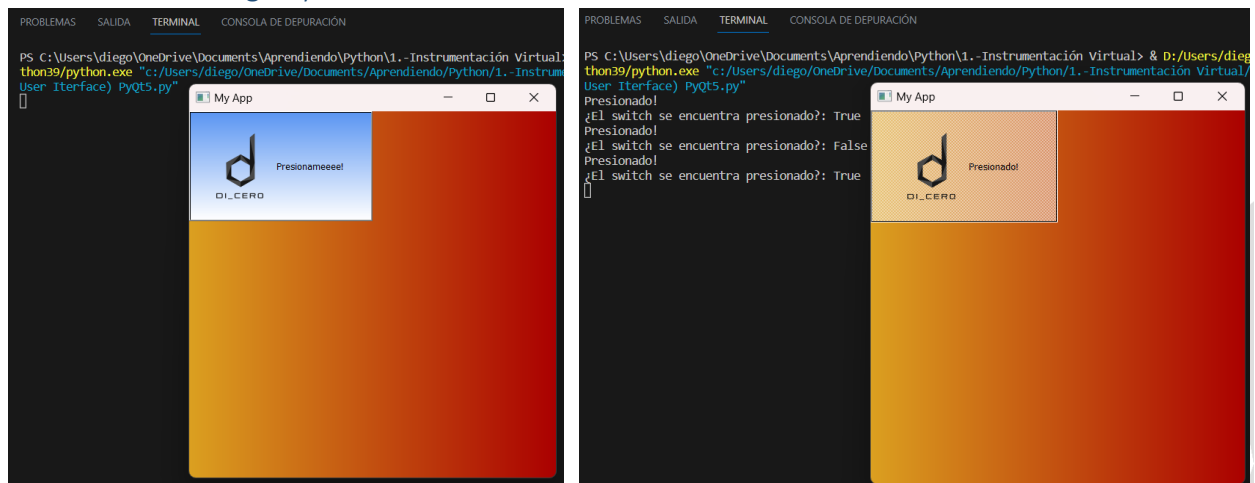 PROBLEMAS SALIDA TERMINAL CONSOLA DE DEPURACIÓN
PS C:\Users\diego\OneDrive\Documents\Aprendiendo\Python\1.-Instrumentación Virtual>
thon39/python.exe "c:/Users/diego/OneDrive/Documents/Aprendiendo/Python/1.-Instrum
User Iterface) PyQt5.py"
My App
Presionameeee!
DI_CERO
PROBLEMAS SALIDA TERMINAL CONSOLA DE DEPURACIÓN
PS C:\Users\diego\OneDrive\Documents\Aprendiendo\Python\1.-Instrumentación Virtual> & D:/Users/dieg
thon39/python.exe "c:/Users/diego/OneDrive/Documents/Aprendiendo/Python/1.-Instrumentación Virtual/
User Iterface) PyQt5.py"
Presionado!
¿El switch se encuentra presionado?: True
Presionado!
¿El switch se encuentra presionado?: False
Presionado!
¿El switch se encuentra presionado?: True
My App
Presionado!
DI_CERO